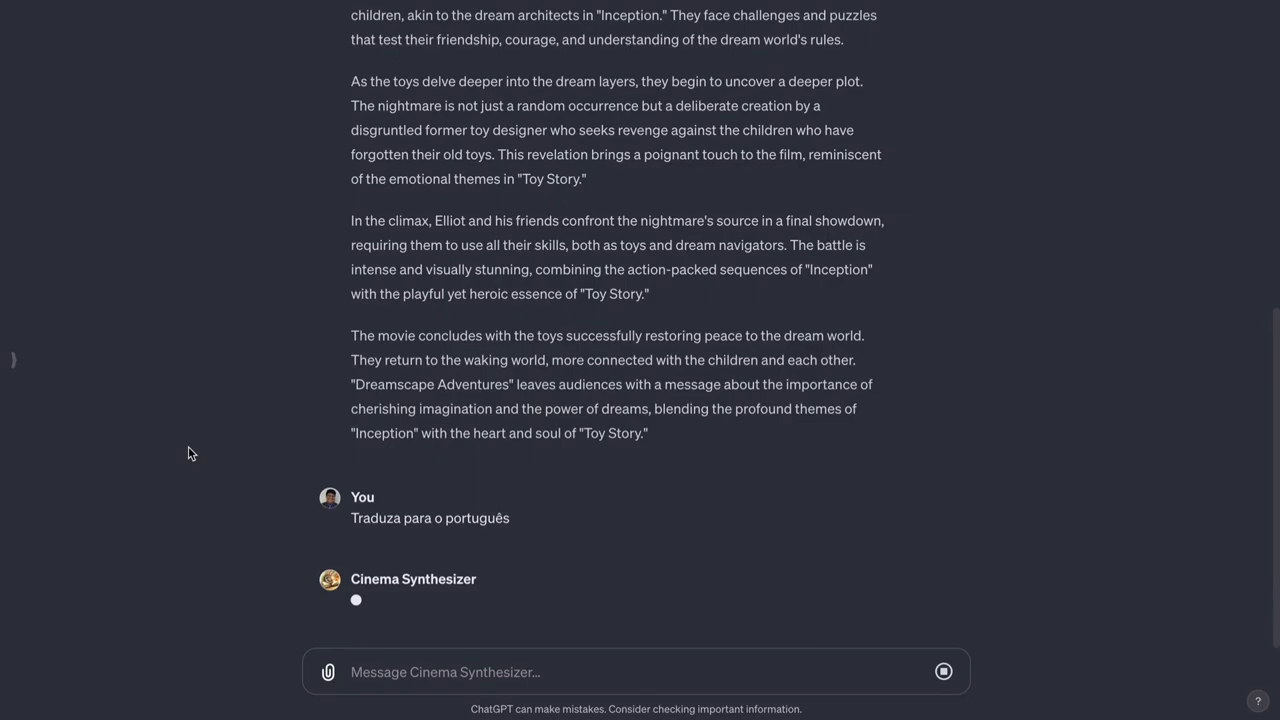 children, akin to the dream architects in "Inception." They face challenges and puzzles
that test their friendship, courage, and understanding of the dream world's rules.
As the toys delve deeper into the dream layers, they begin to uncover a deeper plot.
The nightmare is not just a random occurrence but a deliberate creation by a
disgruntled former toy designer who seeks revenge against the children who have
forgotten their old toys. This revelation brings a poignant touch to the film, reminiscent
of the emotional themes in "Toy Story."
In the climax, Elliot and his friends confront the nightmare's source in a final showdown,
requiring them to use all their skills, both as toys and dream navigators. The battle is
intense and visually stunning, combining the action-packed sequences of "Inception"
with the playful yet heroic essence of "Toy Story."
The movie concludes with the toys successfully restoring peace to the dream world.
They return to the waking world, more connected with the children and each other.
"Dreamscape Adventures" leaves audiences with a message about the importance of
cherishing imagination and the power of dreams, blending the profound themes of
"Inception" with the heart and soul of "Toy Story."
You
Traduza para o português
Cinema Synthesizer
Message Cinema Synthesizer...
ChatGPT can make mistakes. Consider checking important information.
?